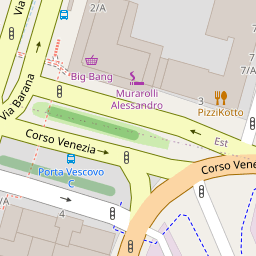 2/A
Via
7
7/A
Big Bang
Murarolli
Alessandro
3
PizziKotto
Via Barana
Est
Corso Venezia
Porta Vescovo
C
Corso Vene
4
/A